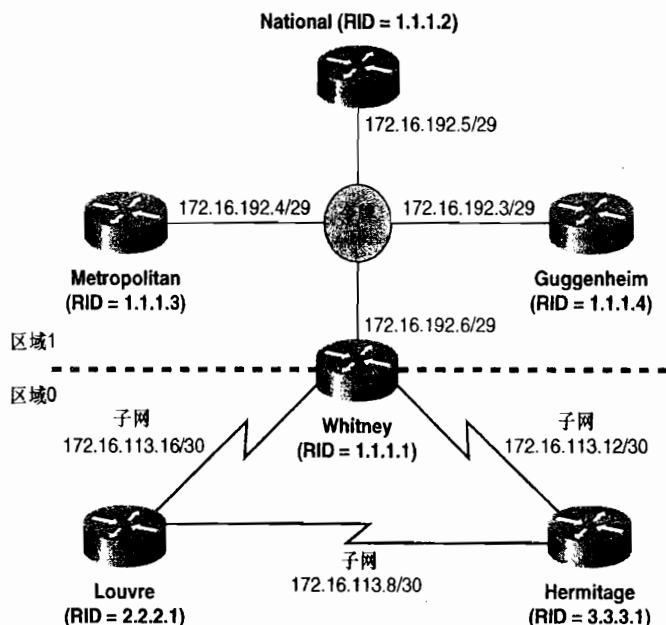 National (RID = 1.1.1.2)
172.16.192.5/29
172.16.192.4/29
172.16.192.3/29
Metropolitan
(RID = 1.1.1.3)
Guggenheim
(RID = 1.1.1.4)
172.16.192.6/29
区域1
区域0
Whitney
(RID = 1.1.1.1)
子网
172.16.113.16/30
子网
172.16.113.12/30
子网
172.16.113.8/30
Louvre
(RID = 2.2.2.1)
Hermitage
(RID = 3.3.3.1)